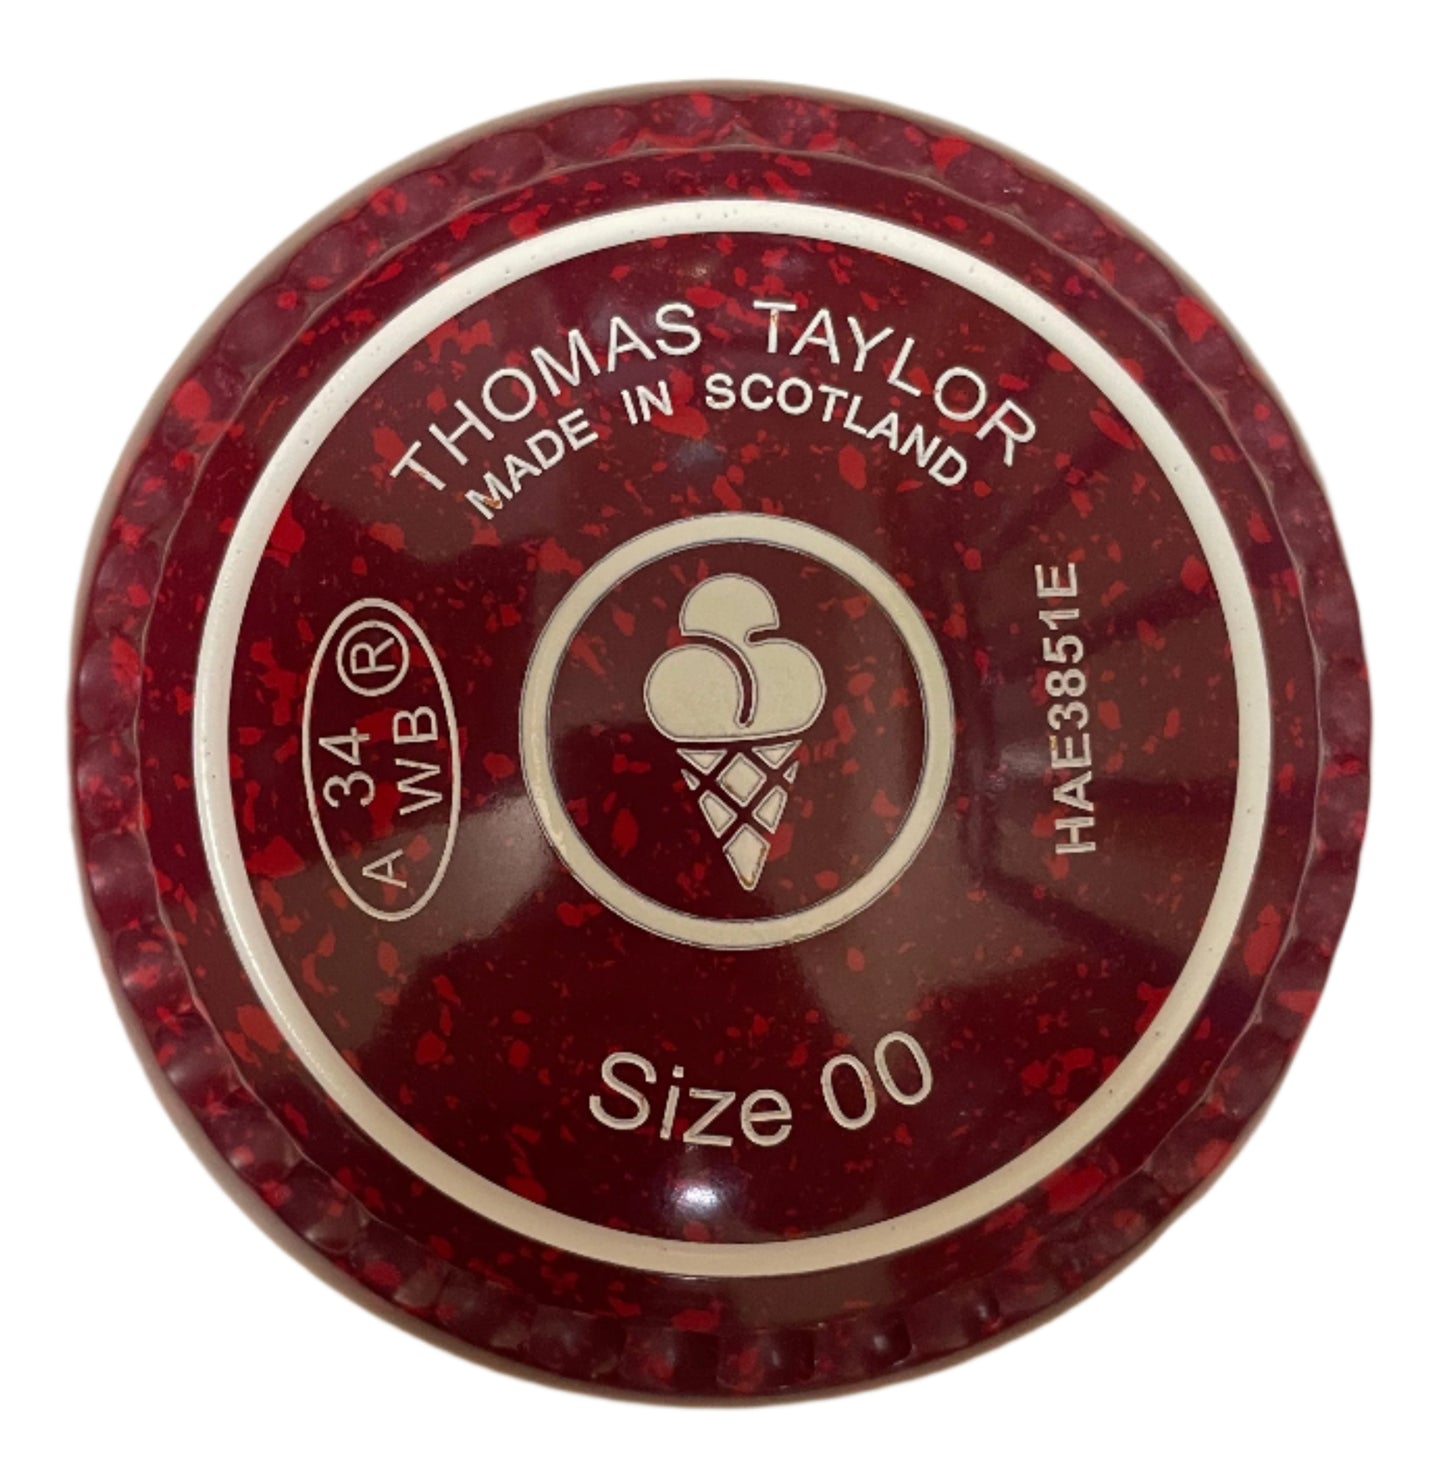 THOMAS TAYLOR
MADE IN SCOTLAND
A 34 ®
WB
HAE3851E
Size 00